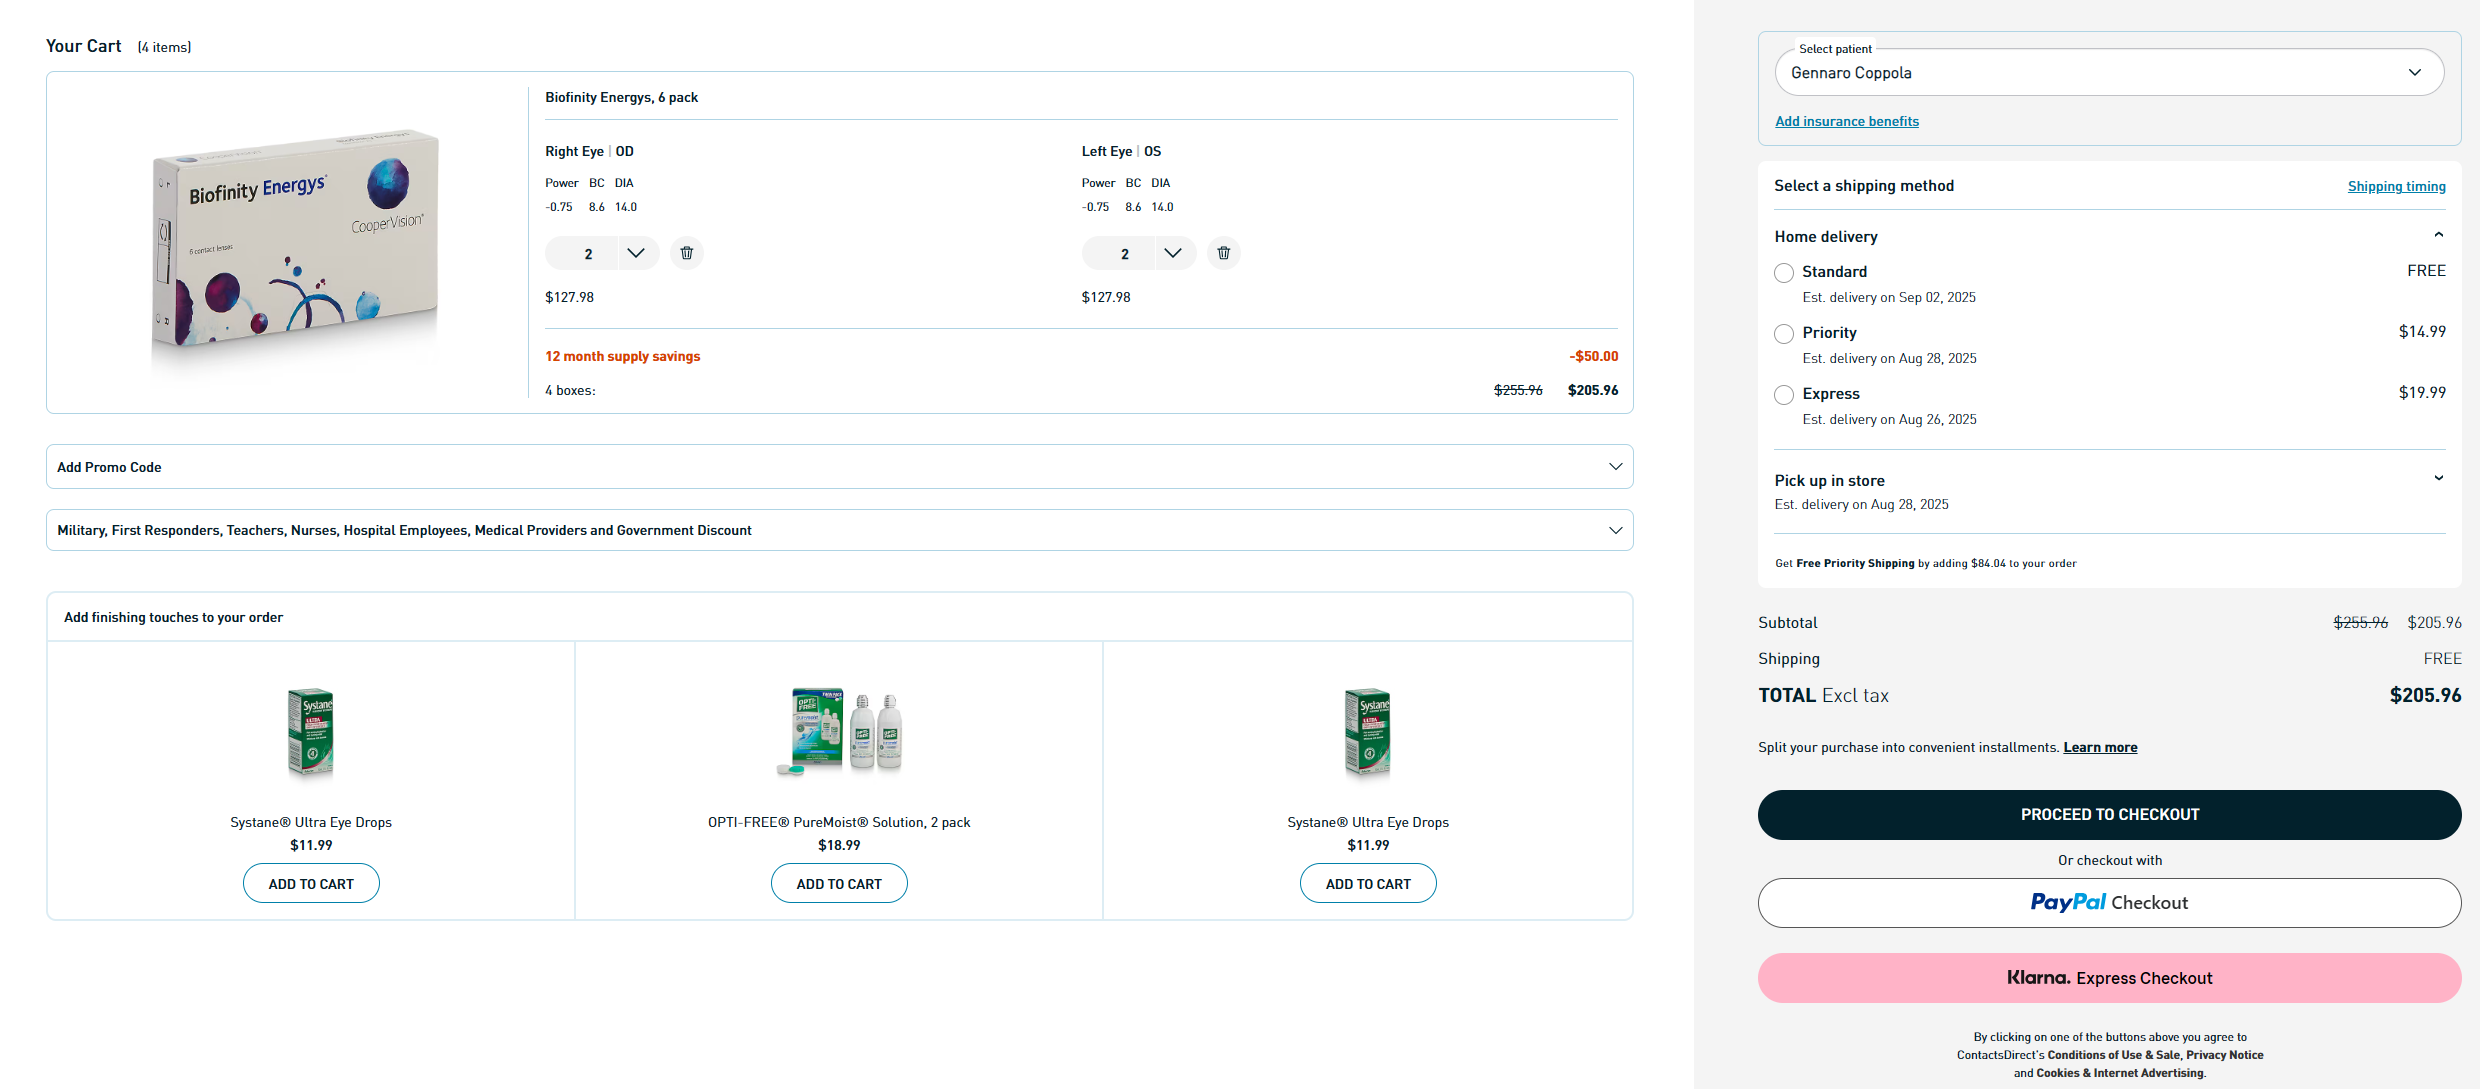 Your Cart (4 items)
Biofinity Energys®
CooperVision®
6 contact lenses
Biofinity Energys, 6 pack
Right Eye | OD
Power BC DIA
-0.75 8.6 14.0
2
$127.98
Left Eye | OS
Power BC DIA
-0.75 8.6 14.0
2
$127.98
12 month supply savings -$50.00
4 boxes: $255.96 $205.96
Add Promo Code
Military, First Responders, Teachers, Nurses, Hospital Employees, Medical Providers and Government Discount
Add finishing touches to your order
Systane
ULTRA
Systane® Ultra Eye Drops
$11.99
ADD TO CART
OPTI-FREE
OPTI-FREE® PureMoist® Solution, 2 pack
$18.99
ADD TO CART
Systane
ULTRA
Systane® Ultra Eye Drops
$11.99
ADD TO CART
Select patient
Gennaro Coppola
Add insurance benefits
Select a shipping method Shipping timing
Home delivery
Standard FREE
Est. delivery on Sep 02, 2025
Priority $14.99
Est. delivery on Aug 28, 2025
Express $19.99
Est. delivery on Aug 26, 2025
Pick up in store
Est. delivery on Aug 28, 2025
Get Free Priority Shipping by adding $84.04 to your order
Subtotal $255.96 $205.96
Shipping FREE
TOTAL Excl tax $205.96
Split your purchase into convenient installments. Learn more
PROCEED TO CHECKOUT
Or checkout with
PayPal Checkout
Klarna. Express Checkout
By clicking on one of the buttons above you agree to
ContactsDirect's Conditions of Use & Sale, Privacy Notice
and Cookies & Internet Advertising.